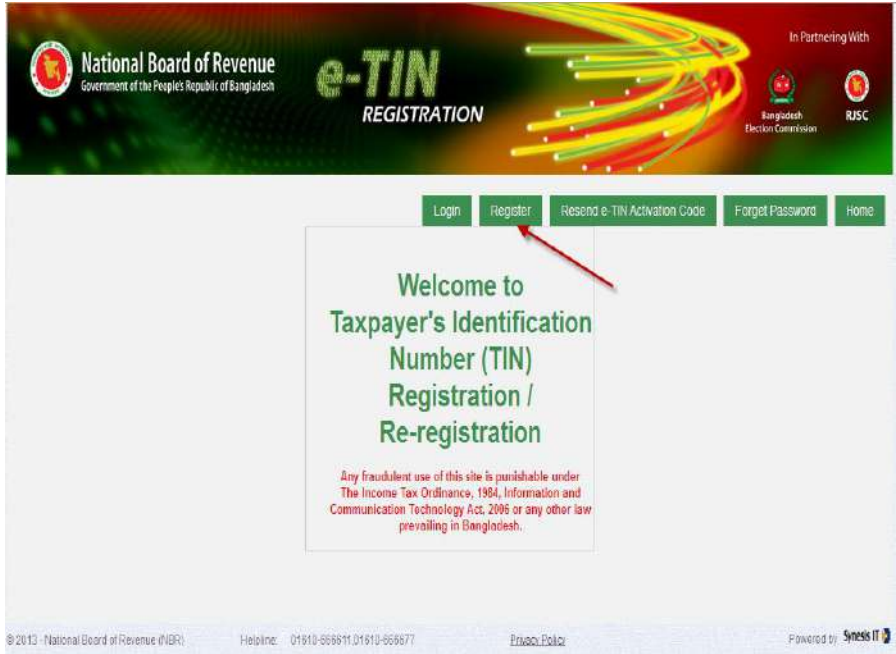 National Board of Revenue
Government of the People's Republic of Bangladesh
e-TIN
REGISTRATION
In Partnering With
Bangladesh
Election Commission
RJSC
Login
Register
Resend e-TIN Activation Code
Forget Password
Home
Welcome to
Taxpayer's Identification
Number (TIN)
Registration /
Re-registration
Any fraudulent use of this site is punishable under
The Income Tax Ordinance, 1984, Information and
Communication Technology Act, 2006 or any other law
prevailing in Bangladesh.
© 2013 - National Board of Revenue (NBR)
Helpline:
Privacy Policy
Powered by Synesis IT